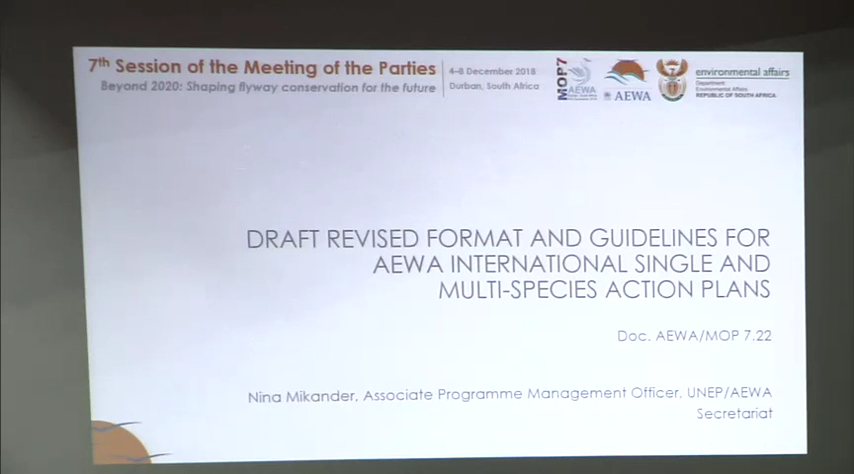 7th Session of the Meeting of the Parties
Beyond 2020: Shaping flyway conservation for the future
4–8 December 2018
Durban, South Africa
MOP7
AEWA
AEWA
environmental affairs
Department:
Environmental Affairs
REPUBLIC OF SOUTH AFRICA
DRAFT REVISED FORMAT AND GUIDELINES FOR
AEWA INTERNATIONAL SINGLE AND
MULTI-SPECIES ACTION PLANS
Doc. AEWA/MOP 7.22
Nina Mikander, Associate Programme Management Officer, UNEP/AEWA
Secretariat